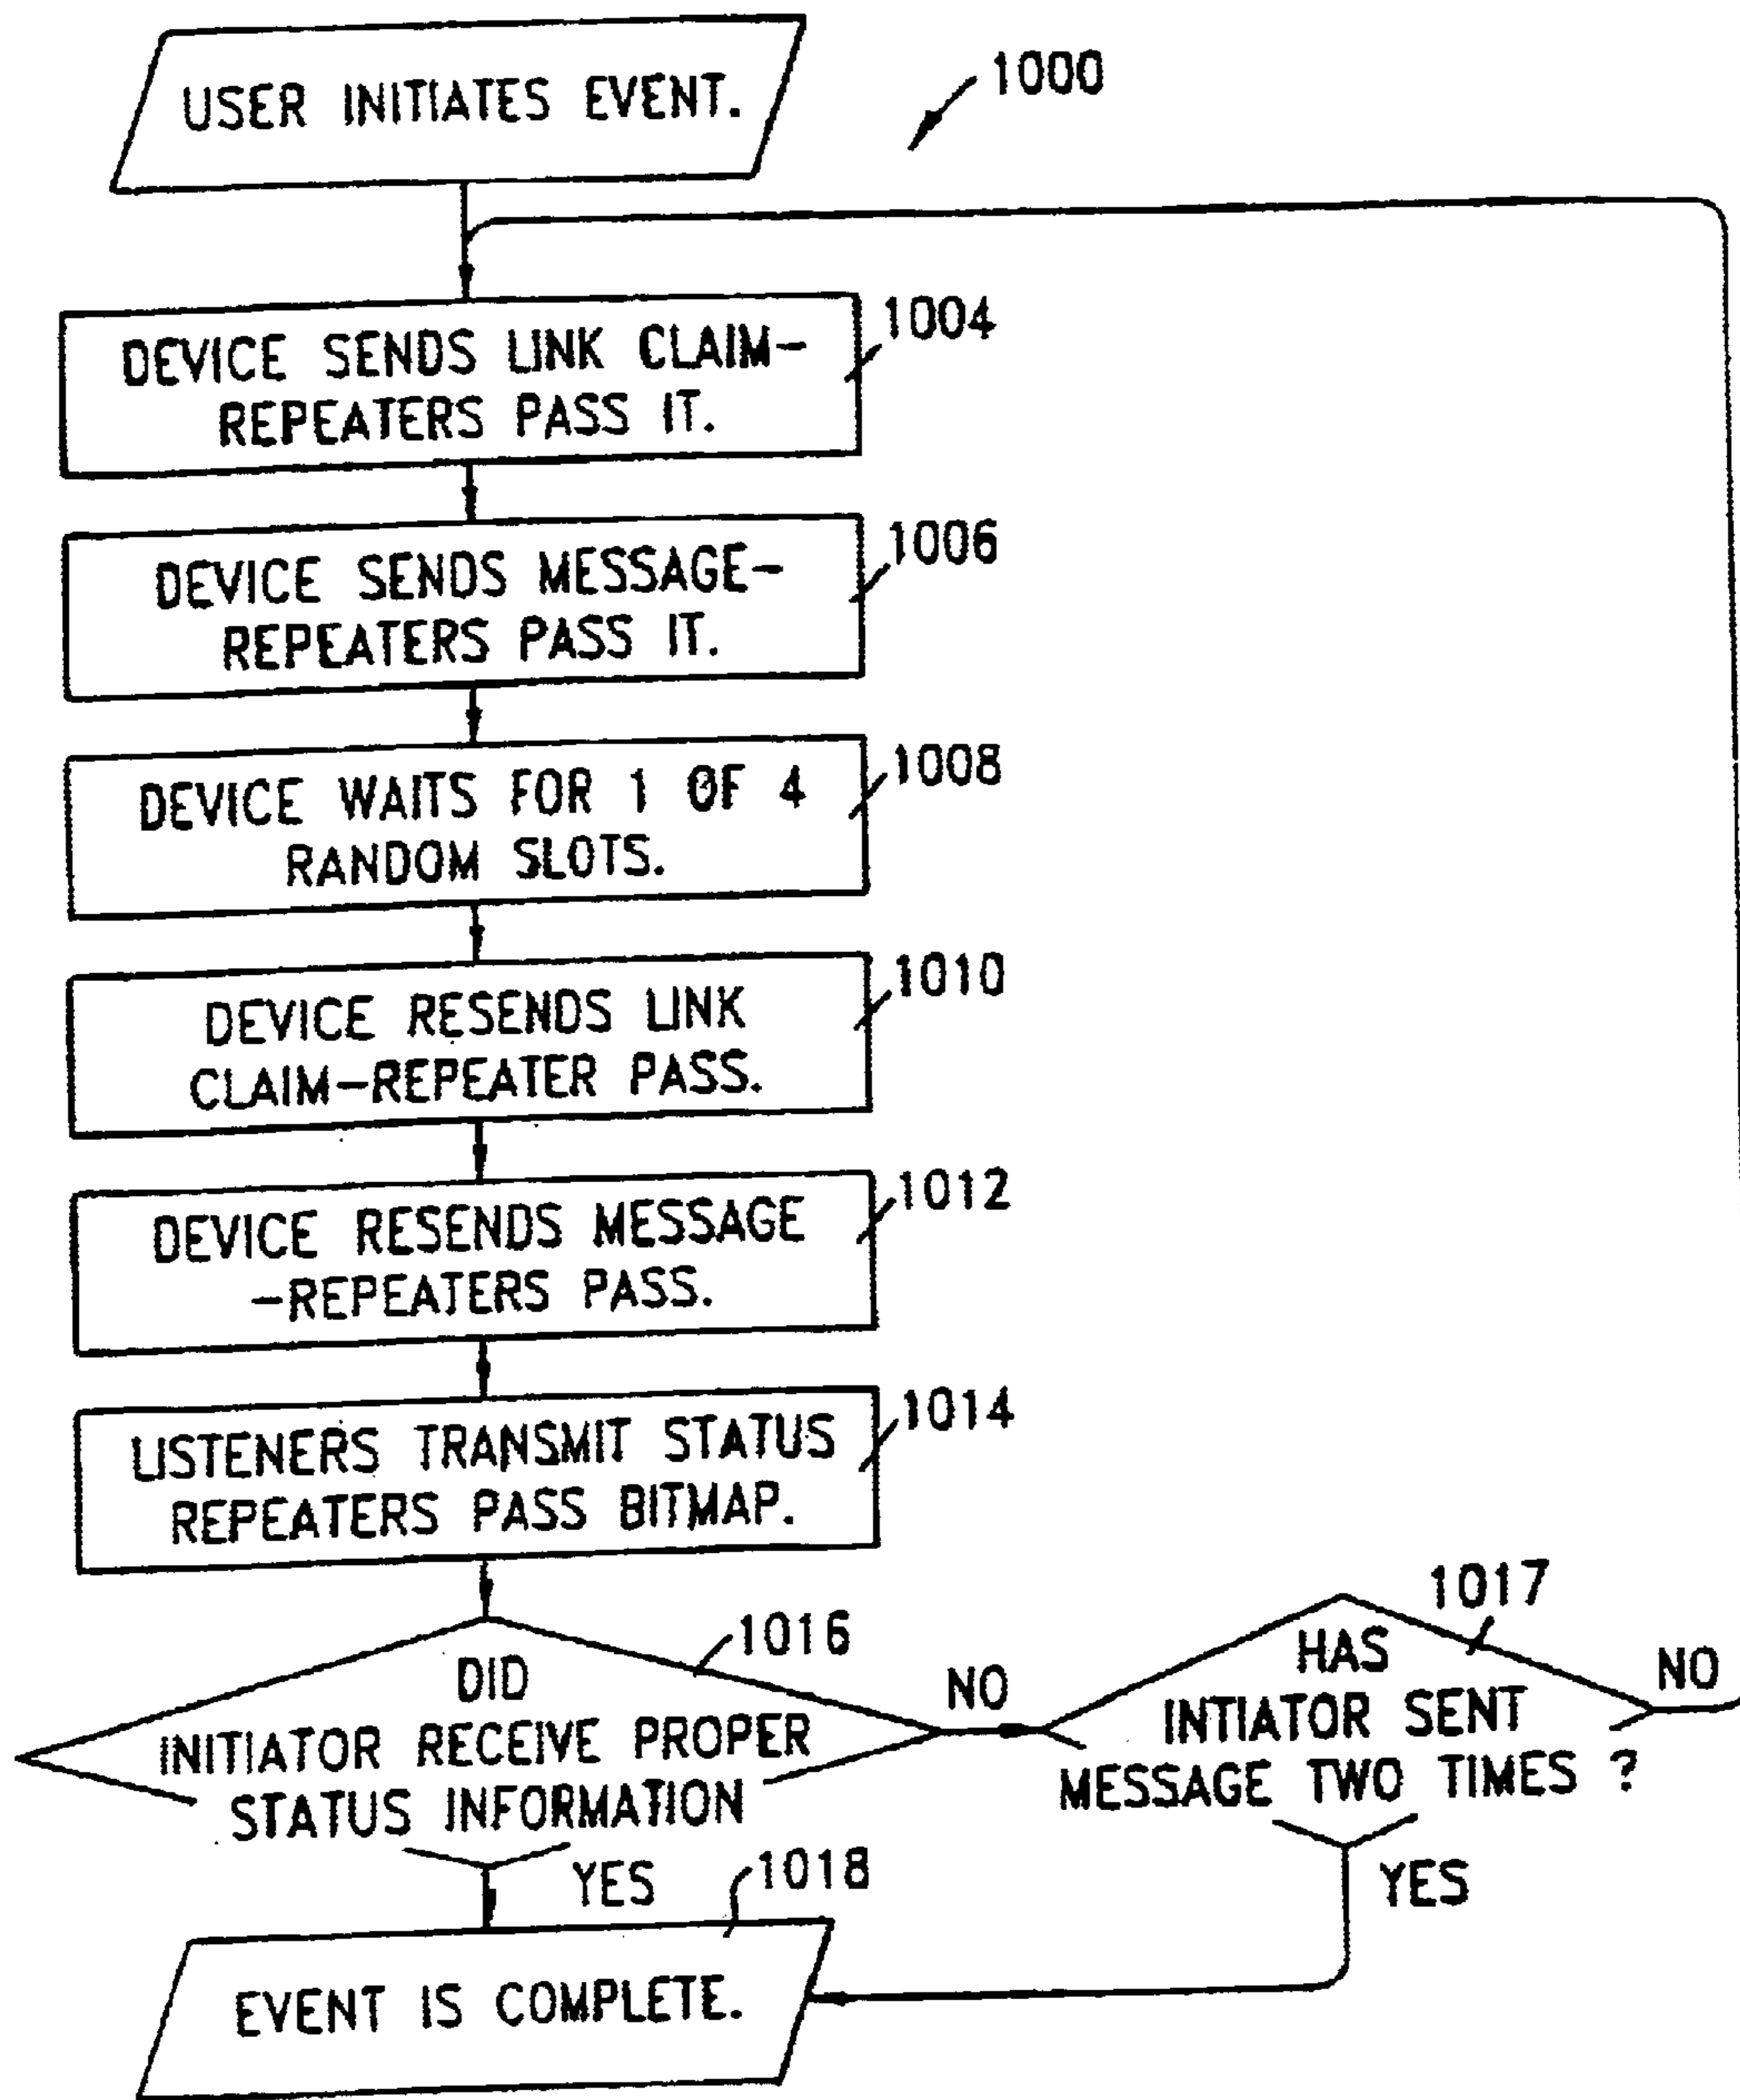 USER INITIATES EVENT.
1000
DEVICE SENDS LINK CLAIM-
REPEATERS PASS IT.
1004
DEVICE SENDS MESSAGE-
REPEATERS PASS IT.
1006
DEVICE WAITS FOR 1 OF 4
RANDOM SLOTS.
1008
DEVICE RESENDS LINK
CLAIM-REPEATER PASS.
1010
DEVICE RESENDS MESSAGE
-REPEATERS PASS.
1012
LISTENERS TRANSMIT STATUS
REPEATERS PASS BITMAP.
1014
DID
INITIATOR RECEIVE PROPER
STATUS INFORMATION
1016
NO
YES
HAS
INTIATOR SENT
MESSAGE TWO TIMES ?
1017
NO
YES
EVENT IS COMPLETE.
1018